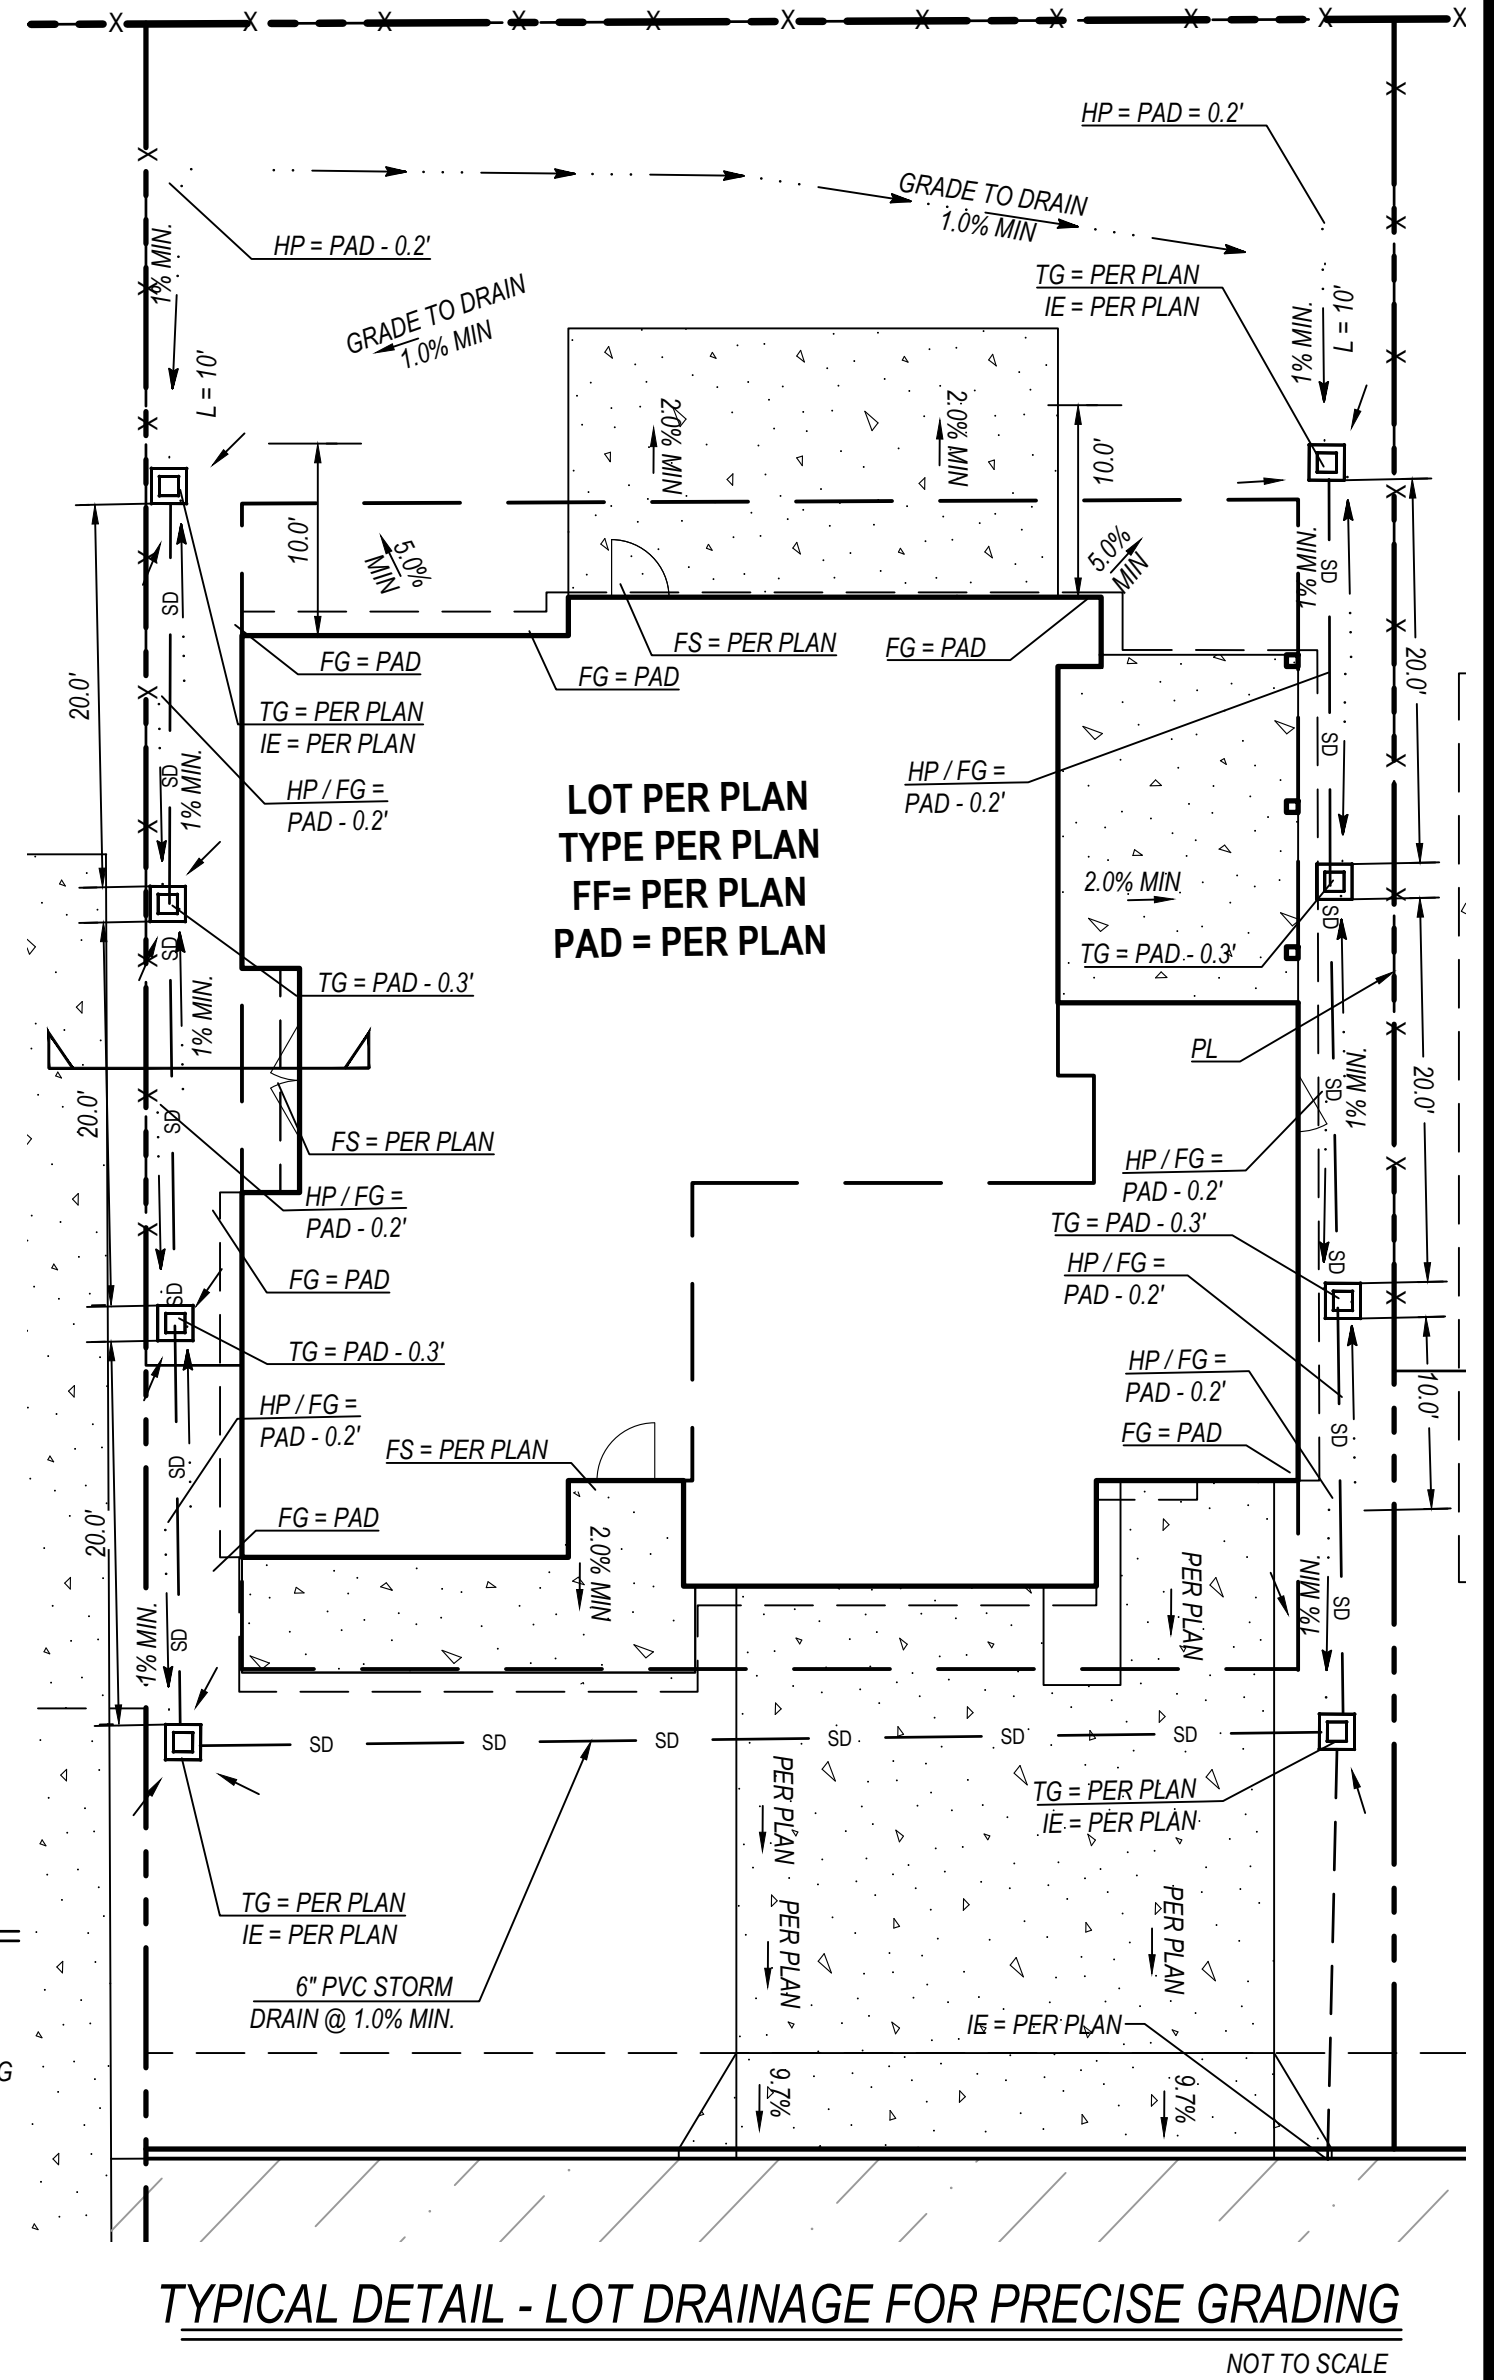 HP = PAD = 0.2'
GRADE TO DRAIN
1.0% MIN
HP = PAD - 0.2'
1% MIN.
TG = PER PLAN
IE = PER PLAN
GRADE TO DRAIN
1.0% MIN
L = 10'
1% MIN.
L = 10'
2.0% MIN
2.0% MIN
10.0'
10.0'
5.0%
MIN
5.0%
MIN
1% MIN
SD
SD
FG = PAD
FG = PAD
FS = PER PLAN
FG = PAD
20.0'
20.0'
TG = PER PLAN
IE = PER PLAN
SD
SD
1% MIN.
HP / FG =
PAD - 0.2'
HP / FG =
PAD - 0.2'
LOT PER PLAN
TYPE PER PLAN
FF= PER PLAN
PAD = PER PLAN
2.0% MIN
SD
SD
TG = PAD - 0.3'
TG = PAD - 0.3'
1% MIN.
PL
1% MIN.
20.0'
20.0'
SD
SD
FS = PER PLAN
HP / FG =
PAD - 0.2'
HP / FG =
PAD - 0.2'
TG = PAD - 0.3'
HP / FG =
PAD - 0.2'
FG = PAD
SD
SD
TG = PAD - 0.3'
HP / FG =
PAD - 0.2'
HP / FG =
PAD - 0.2'
10.0'
FG = PAD
FS = PER PLAN
SD
SD
FG = PAD
20.0'
2.0% MIN
PER PLAN
1% MIN
SD
1% MIN.
SD
SD
SD
SD
SD
SD
SD
PER PLAN
TG = PER PLAN
IE = PER PLAN
TG = PER PLAN
IE = PER PLAN
PER PLAN
PER PLAN
6" PVC STORM
DRAIN @ 1.0% MIN.
IE = PER PLAN
G
9.7%
9.7%
TYPICAL DETAIL - LOT DRAINAGE FOR PRECISE GRADING
NOT TO SCALE